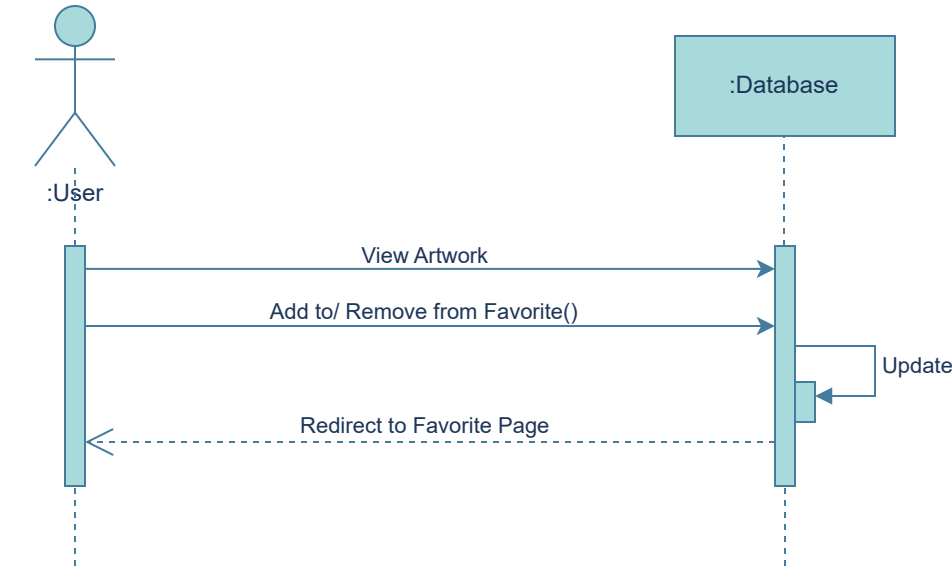 :Database
:User
View Artwork
Add to/ Remove from Favorite()
Update
Redirect to Favorite Page